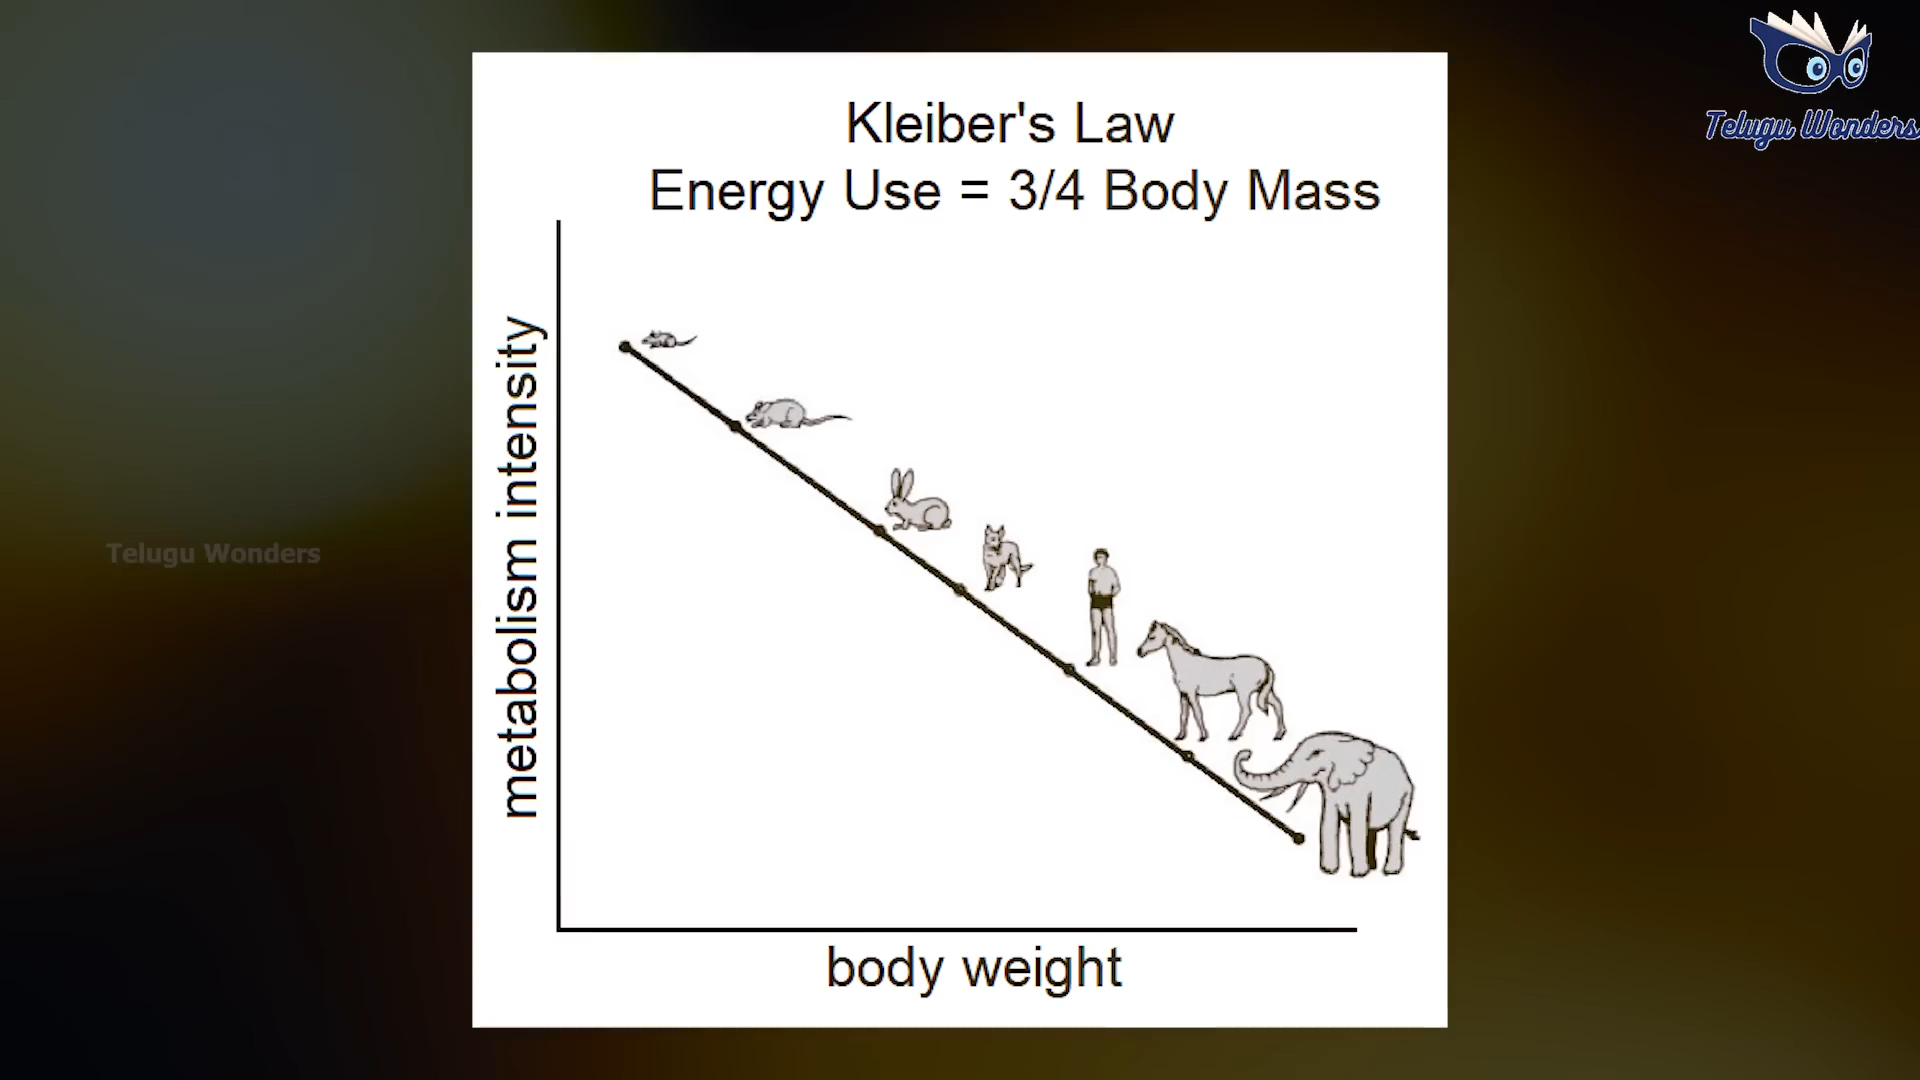 Telugu Wonders
Kleiber's Law
Energy Use = 3/4 Body Mass
metabolism intensity
Telugu Wonders
body weight